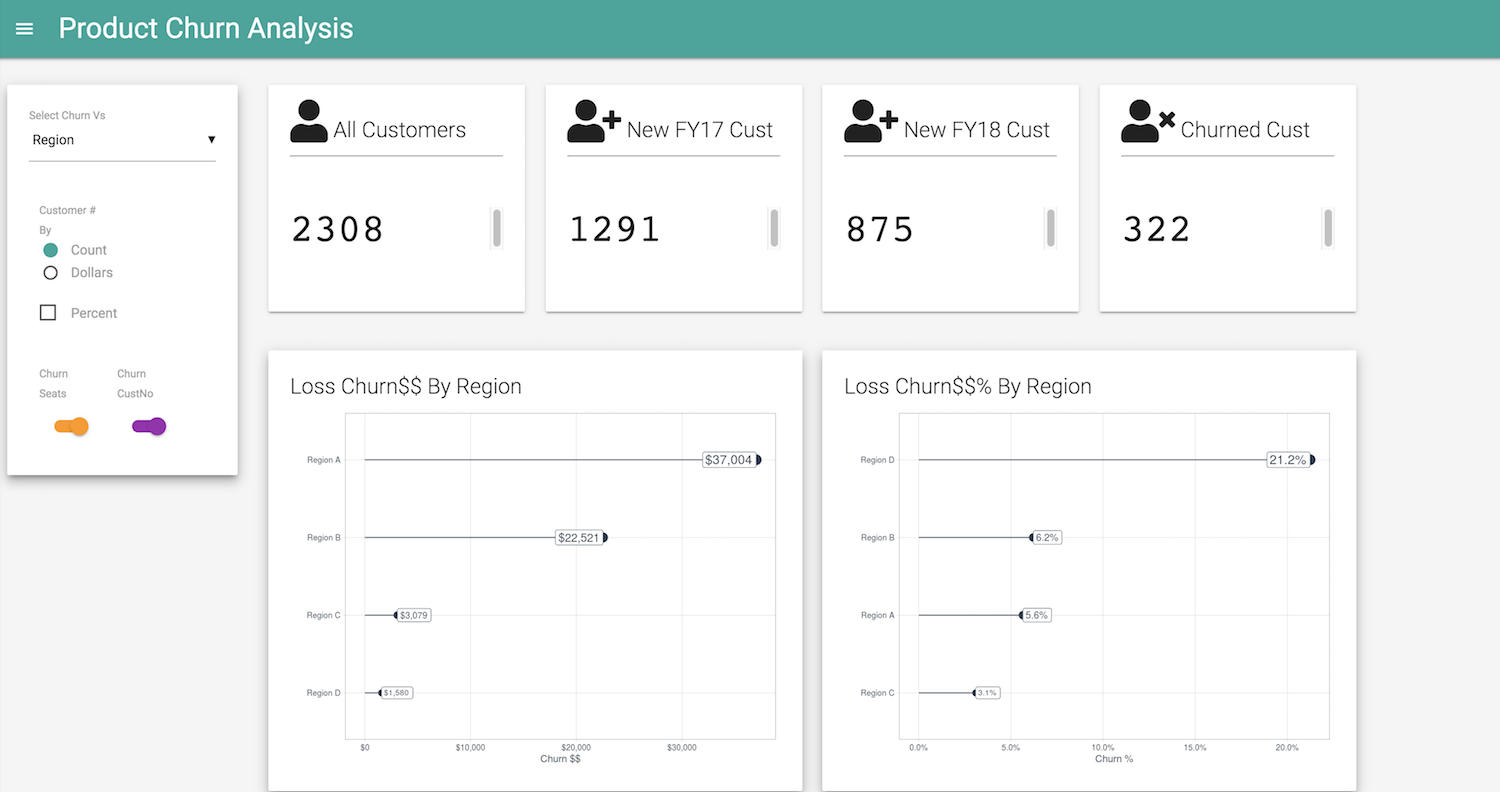 Product Churn Analysis
Select Churn Vs
Region
Customer #
By
Count
Dollars
Percent
Churn
Seats
Churn
CustNo
All Customers
2308
New FY17 Cust
1291
New FY18 Cust
875
Churned Cust
322
Loss Churn$$ By Region
Region A
$37,004
Region B
$22,521
Region C
$3,079
Region D
$1,580
$0
$10,000
$20,000
$30,000
Churn $$
Loss Churn$$% By Region
Region D
21.2%
Region B
6.2%
Region A
5.6%
Region C
3.1%
0.0%
5.0%
10.0%
15.0%
20.0%
Churn %